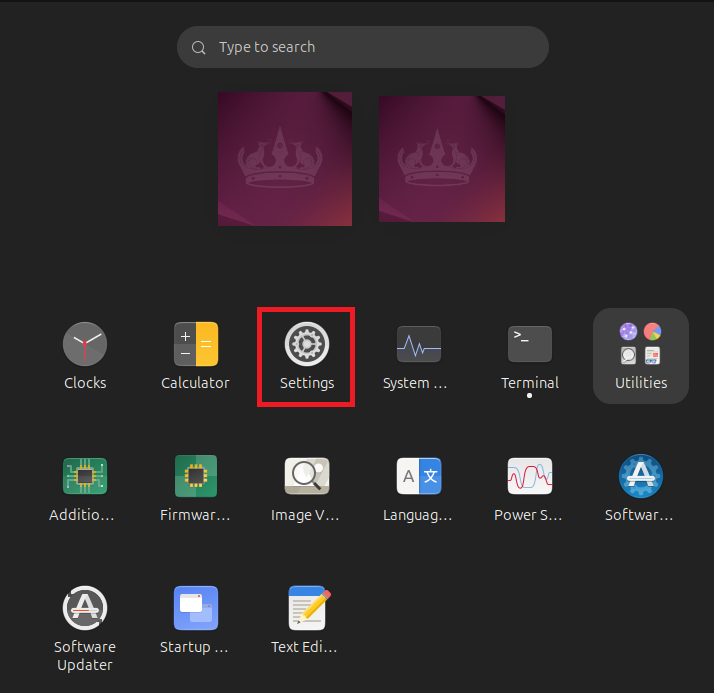 Type to search
Clocks
Calculator
Settings
System ...
Terminal
Utilities
Additio...
Firmwar...
Image V...
Languag...
Power S...
Softwar...
Software
Updater
Startup ...
Text Edi...